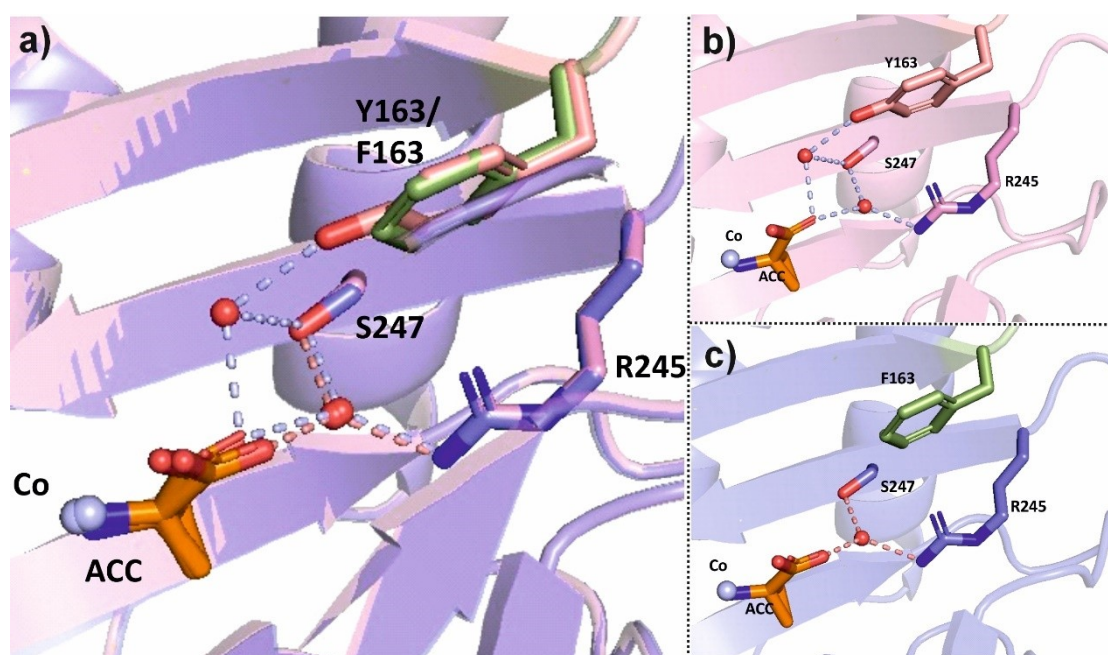 a)
Y163/
F163
S247
R245
Co
ACC
b)
Y163
S247
R245
Co
ACC
c)
F163
S247
R245
Co
ACC